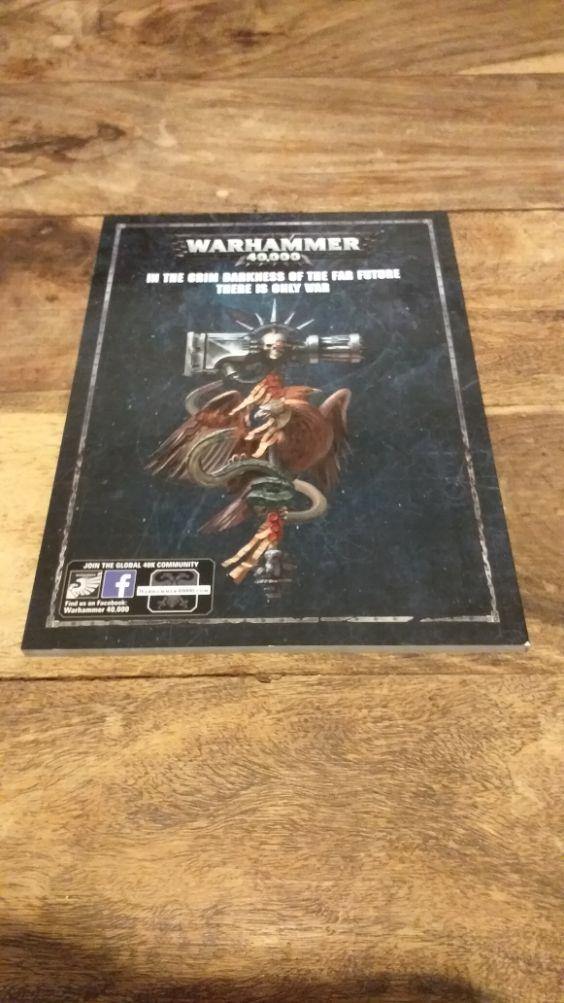 WARHAMMER
40,000
IN THE GRIM DARKNESS OF THE FAR FUTURE
THERE IS ONLY WAR
JOIN THE GLOBAL 40K COMMUNITY
Find us on Facebook:
Warhammer 40,000